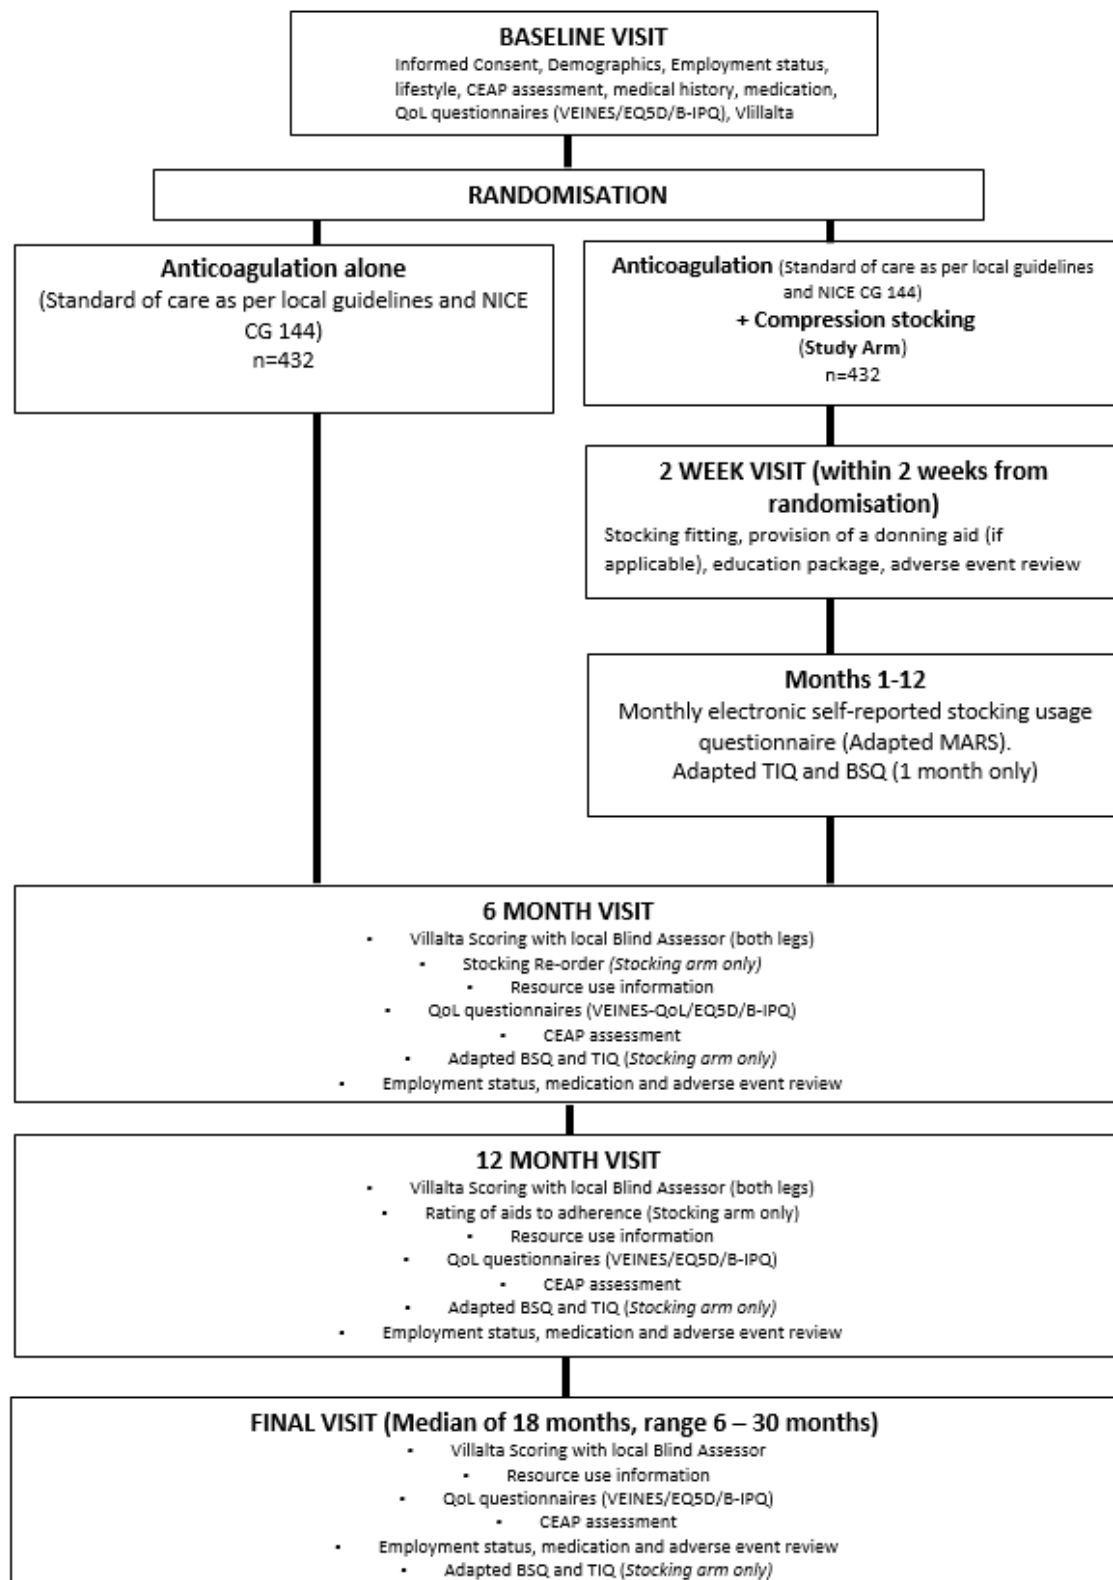 BASELINE VISIT
Informed Consent, Demographics, Employment status,
lifestyle, CEAP assessment, medical history, medication,
QoL questionnaires (VEINES/EQ5D/B-IPQ), Vlillalta
RANDOMISATION
Anticoagulation alone
(Standard of care as per local guidelines and NICE
CG 144)
n=432
Anticoagulation (Standard of care as per local guidelines
and NICE CG 144)
+ Compression stocking
(Study Arm)
n=432
2 WEEK VISIT (within 2 weeks from
randomisation)
Stocking fitting, provision of a donning aid (if
applicable), education package, adverse event review
Months 1-12
Monthly electronic self-reported stocking usage
questionnaire (Adapted MARS).
Adapted TIQ and BSQ (1 month only)
6 MONTH VISIT
▪ Villalta Scoring with local Blind Assessor (both legs)
▪ Stocking Re-order (Stocking arm only)
▪ Resource use information
▪ QoL questionnaires (VEINES-QoL/EQ5D/B-IPQ)
▪ CEAP assessment
▪ Adapted BSQ and TIQ (Stocking arm only)
▪ Employment status, medication and adverse event review
12 MONTH VISIT
▪ Villalta Scoring with local Blind Assessor (both legs)
▪ Rating of aids to adherence (Stocking arm only)
▪ Resource use information
▪ QoL questionnaires (VEINES/EQ5D/B-IPQ)
▪ CEAP assessment
▪ Adapted BSQ and TIQ (Stocking arm only)
▪ Employment status, medication and adverse event review
FINAL VISIT (Median of 18 months, range 6 – 30 months)
▪ Villalta Scoring with local Blind Assessor
▪ Resource use information
▪ QoL questionnaires (VEINES/EQ5D/B-IPQ)
▪ CEAP assessment
▪ Employment status, medication and adverse event review
▪ Adapted BSQ and TIQ (Stocking arm only)